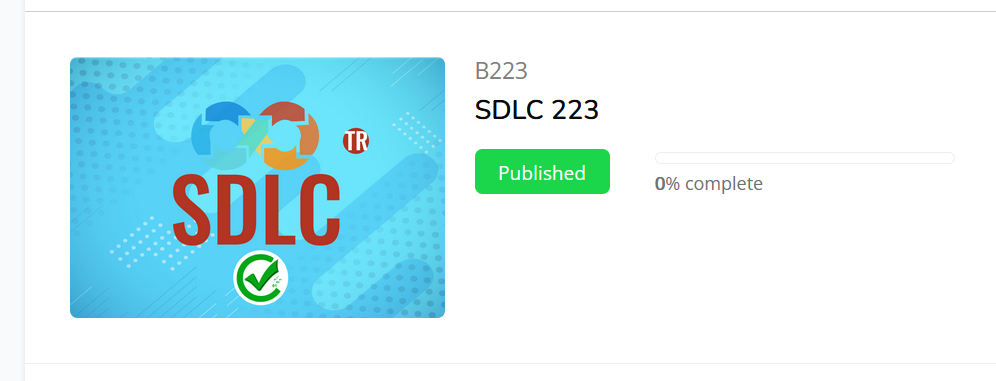 TR
SDLC
B223
SDLC 223
Published
0% complete